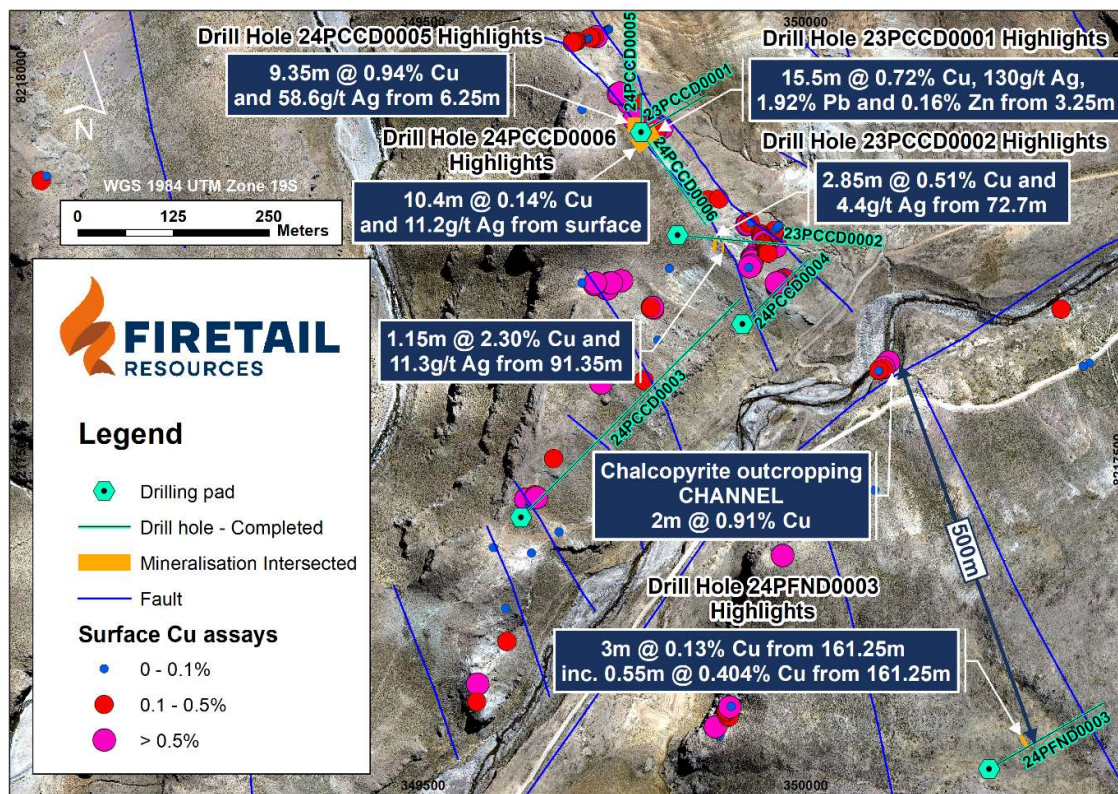 349500
350000
8218000
N
Drill Hole 24PCCD0005 Highlights
9.35m @ 0.94% Cu
and 58.6g/t Ag from 6.25m
24PCCD0005
23PCCD0001
Drill Hole 23PCCD0001 Highlights
15.5m @ 0.72% Cu, 130g/t Ag,
1.92% Pb and 0.16% Zn from 3.25m
Drill Hole 24PCCD0006
Highlights
10.4m @ 0.14% Cu
and 11.2g/t Ag from surface
24PCCD0006
Drill Hole 23PCCD0002 Highlights
2.85m @ 0.51% Cu and
4.4g/t Ag from 72.7m
23PCCD0002
24PCCD0004
WGS 1984 UTM Zone 19S
0 125 250
Meters
1.15m @ 2.30% Cu and
11.3g/t Ag from 91.35m
24PCCD0003
FIRETAIL
RESOURCES
Legend
Drilling pad
Drill hole - Completed
Mineralisation Intersected
Fault
Surface Cu assays
0 - 0.1%
0.1 - 0.5%
> 0.5%
Chalcopyrite outcropping
CHANNEL
2m @ 0.91% Cu
500m
Drill Hole 24PFND0003
Highlights
3m @ 0.13% Cu from 161.25m
inc. 0.55m @ 0.404% Cu from 161.25m
24PFND0003
349500
350000